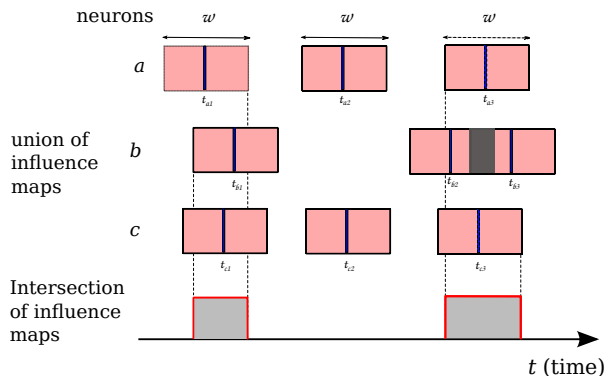 neurons
w w w
a
t_a1 t_a2 t_a3
union of
influence
maps
b
t_b1 t_b2 t_b3
c
t_c1 t_c2 t_c3
Intersection
of influence
maps
t (time)